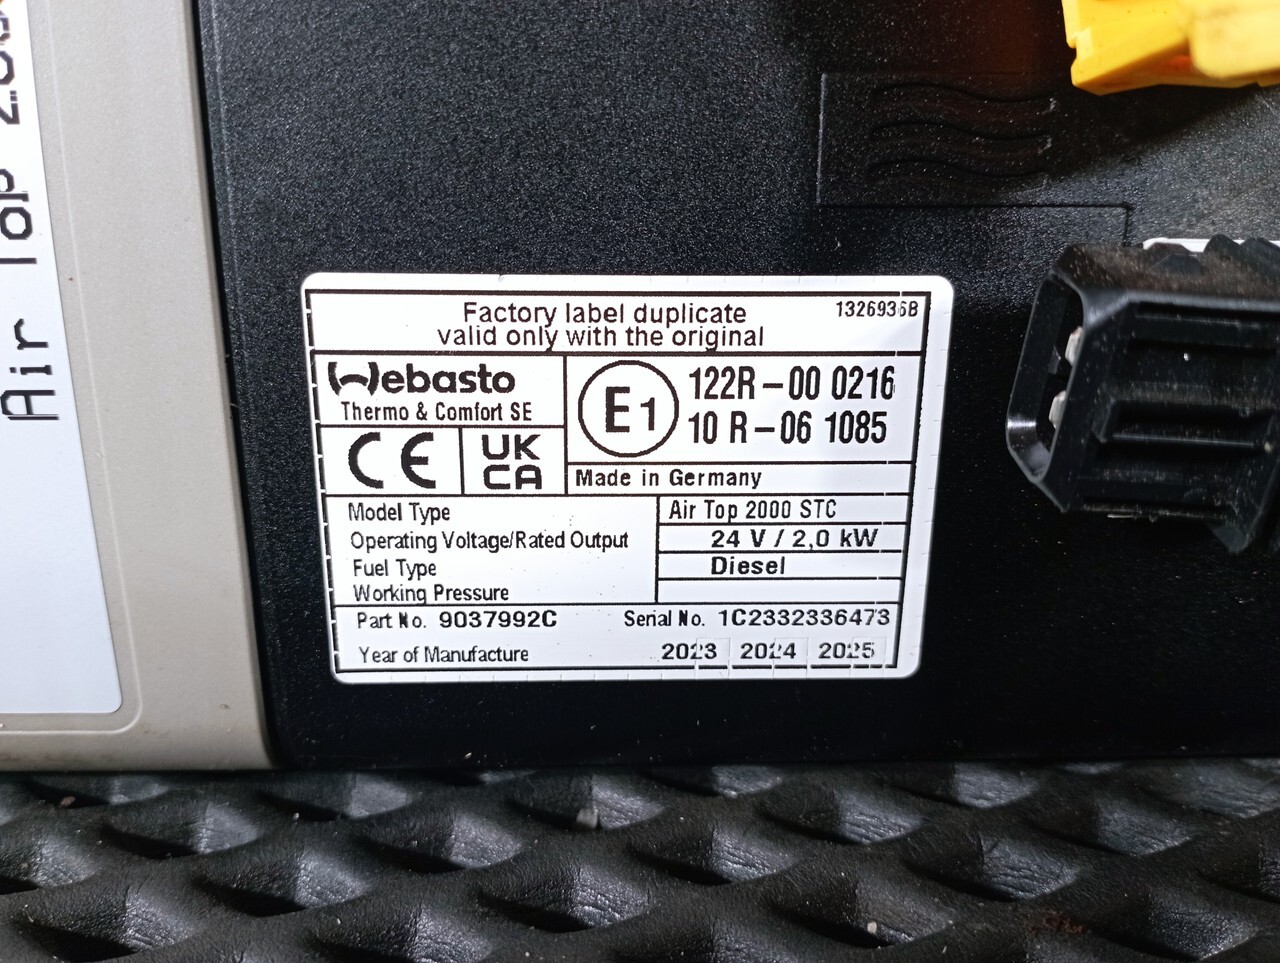 Air Top 2.0
Factory label duplicate
valid only with the original
1326936B
Webasto
Thermo & Comfort SE
CE
UK
CA
E1
122R-00 0216
10 R-06 1085
Made in Germany
Model Type Air Top 2000 STC
Operating Voltage/Rated Output 24 V / 2,0 kW
Fuel Type Diesel
Working Pressure
Part No. 9037992C Serial No. 1C2332336473
Year of Manufacture 2023 2024 2025